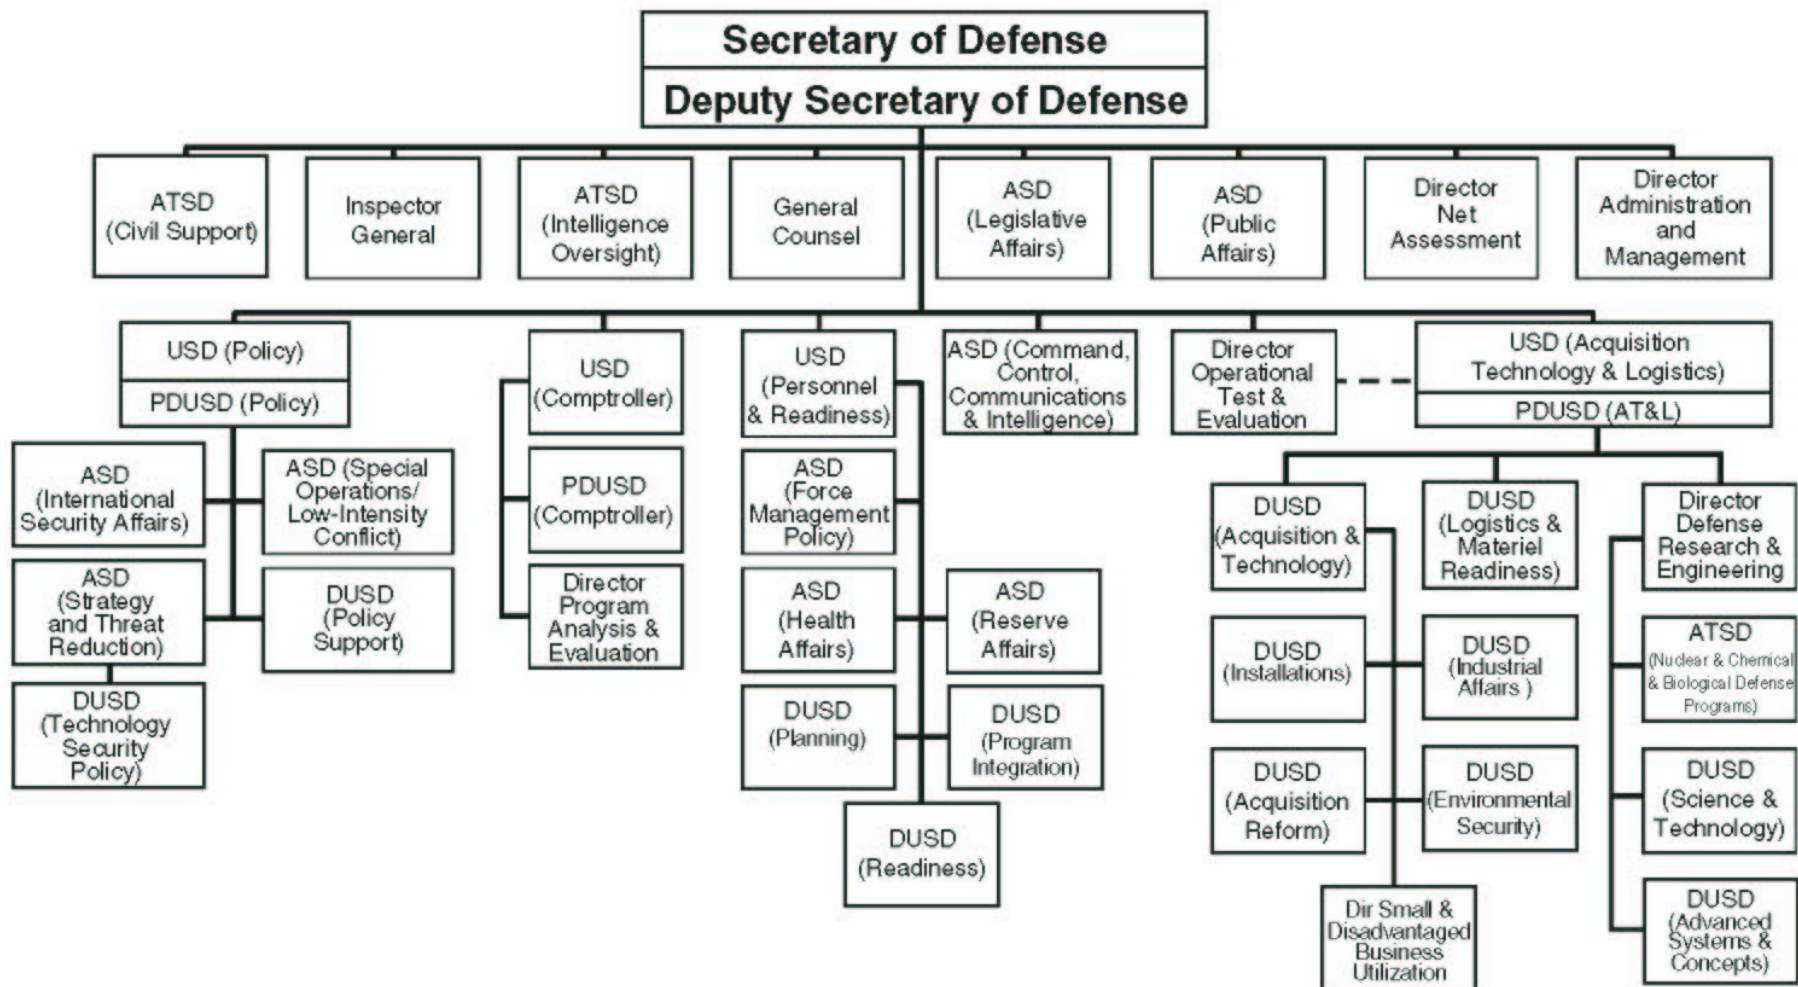 Secretary of Defense
Deputy Secretary of Defense
ATSD
(Civil Support)
Inspector
General
ATSD
(Intelligence
Oversight)
General
Counsel
ASD
(Legislative
Affairs)
ASD
(Public
Affairs)
Director
Net
Assessment
Director
Administration
and
Management
USD (Policy)
PDUSD (Policy)
USD
(Comptroller)
USD
(Personnel
& Readiness)
ASD (Command,
Control,
Communications
& Intelligence)
Director
Operational
Test &
Evaluation
USD (Acquisition
Technology & Logistics)
PDUSD (AT&L)
ASD
(International
Security Affairs)
ASD (Special
Operations/
Low-Intensity
Conflict)
PDUSD
(Comptroller)
ASD
(Force
Management
Policy)
DUSD
(Acquisition &
Technology)
DUSD
(Logistics &
Materiel
Readiness)
Director
Defense
Research &
Engineering
ASD
(Strategy
and Threat
Reduction)
DUSD
(Policy
Support)
Director
Program
Analysis &
Evaluation
ASD
(Health
Affairs)
ASD
(Reserve
Affairs)
DUSD
(Installations)
DUSD
(Industrial
Affairs )
ATSD
(Nuclear & Chemical
& Biological Defense
Programs)
DUSD
(Technology
Security
Policy)
DUSD
(Planning)
DUSD
(Program
Integration)
DUSD
(Acquisition
Reform)
DUSD
(Environmental
Security)
DUSD
(Science &
Technology)
DUSD
(Readiness)
Dir Small &
Disadvantaged
Business
Utilization
DUSD
(Advanced
Systems &
Concepts)